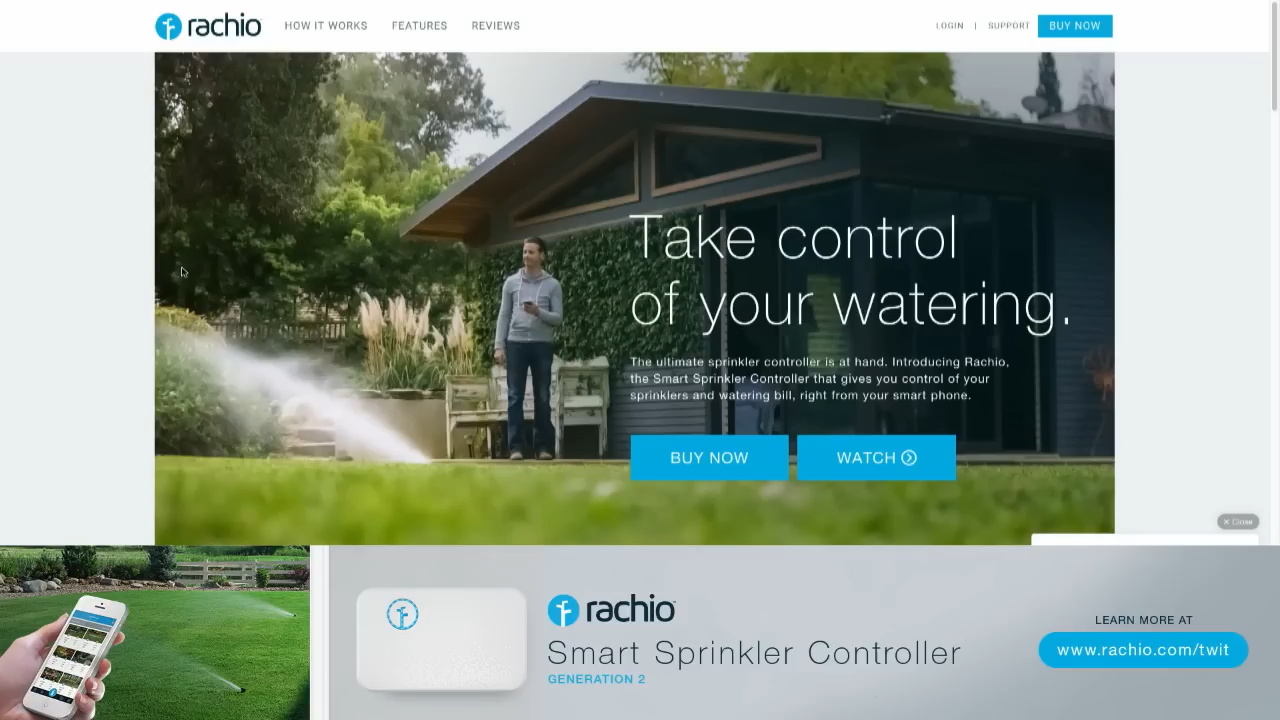 rachio
HOW IT WORKS
FEATURES
REVIEWS
LOGIN | SUPPORT
BUY NOW
Take control
of your watering.
The ultimate sprinkler controller is at hand. Introducing Rachio,
the Smart Sprinkler Controller that gives you control of your
sprinklers and watering bill, right from your smart phone.
BUY NOW
WATCH
× Close
rachio
Smart Sprinkler Controller
GENERATION 2
LEARN MORE AT
www.rachio.com/twit